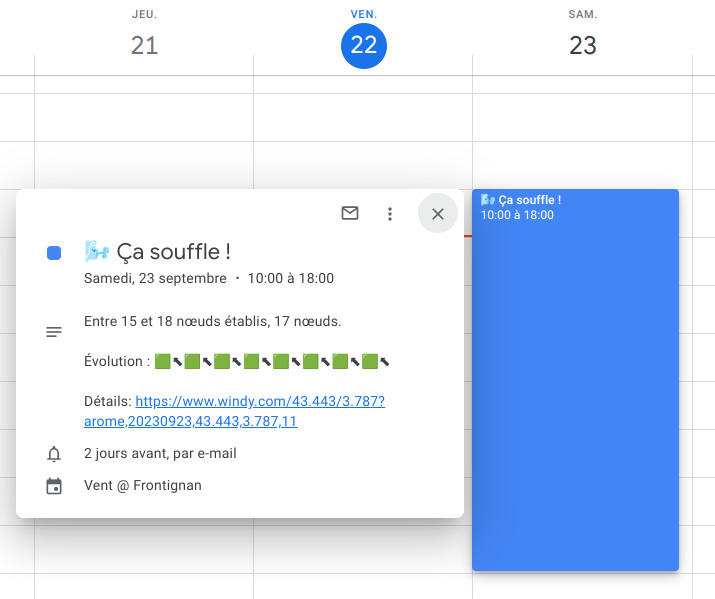 JEU.
VEN.
SAM.
21
22
23
🌬️ Ça souffle !
10:00 à 18:00
🌬️ Ça souffle !
Samedi, 23 septembre · 10:00 à 18:00
Entre 15 et 18 nœuds établis, 17 nœuds.
Évolution : 🟩⬉🟩⬉🟩⬉🟩⬉🟩⬉🟩⬉🟩⬉🟩⬉
Détails: https://www.windy.com/43.443/3.787?
arome,20230923,43.443,3.787,11
2 jours avant, par e-mail
Vent @ Frontignan